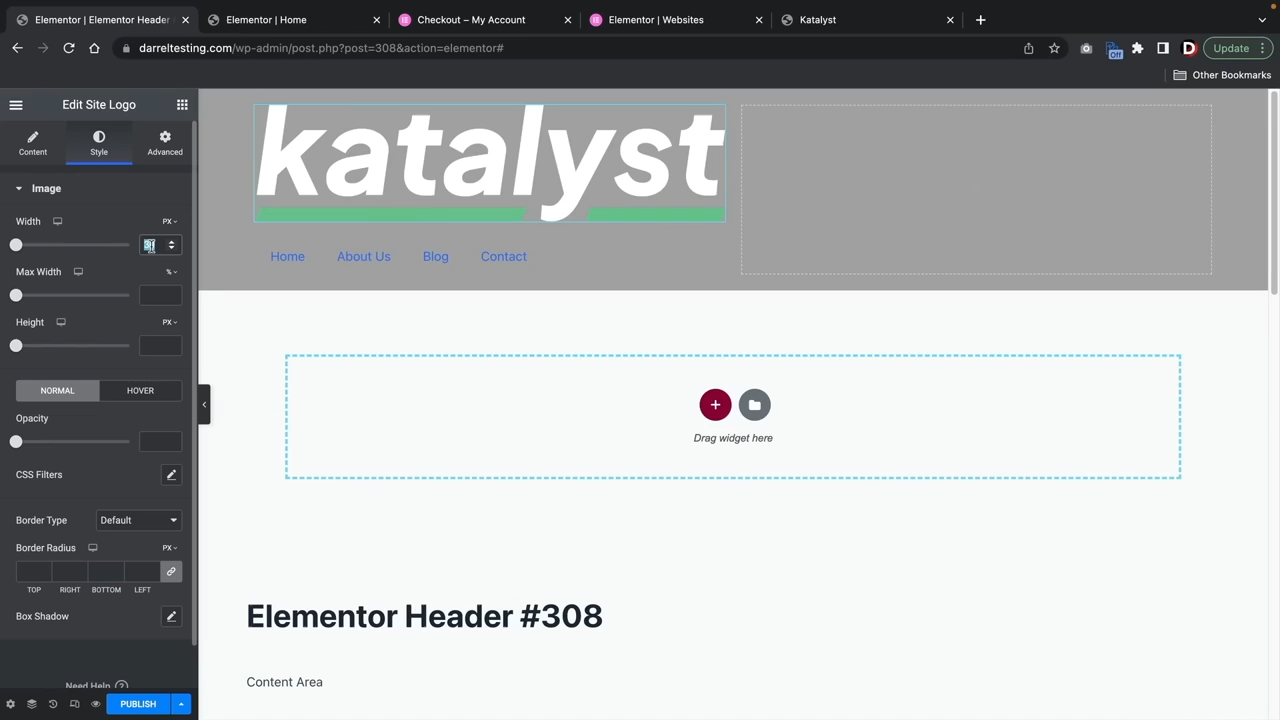 Elementor | Elementor Header
Elementor | Home
Checkout – My Account
Elementor | Websites
Katalyst
darreltesting.com/wp-admin/post.php?post=308&action=elementor#
Off
D
Update
Other Bookmarks
Edit Site Logo
Content
Style
Advanced
Image
Width
PX
Max Width
%
Height
PX
NORMAL
HOVER
Opacity
CSS Filters
Border Type
Default
Border Radius
PX
TOP
RIGHT
BOTTOM
LEFT
Box Shadow
Need Help
PUBLISH
katalyst
Home
About Us
Blog
Contact
Drag widget here
Elementor Header #308
Content Area